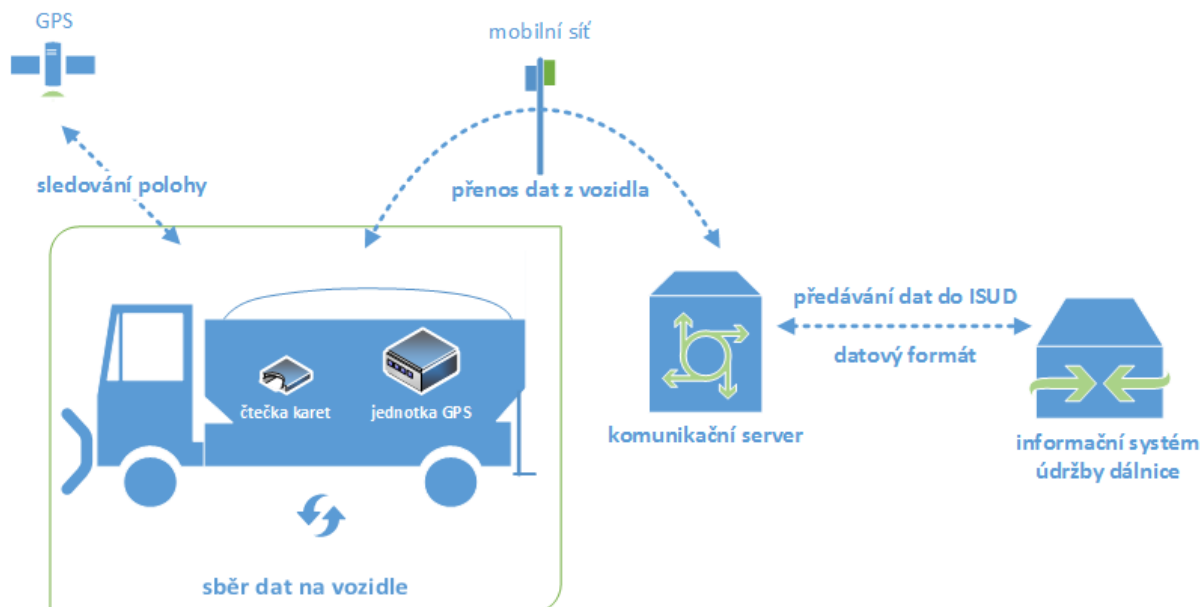 GPS
mobilní síť
sledování polohy
přenos dat z vozidla
čtečka karet
jednotka GPS
sběr dat na vozidle
předávání dat do ISUD
datový formát
komunikační server
informační systém
údržby dálnice